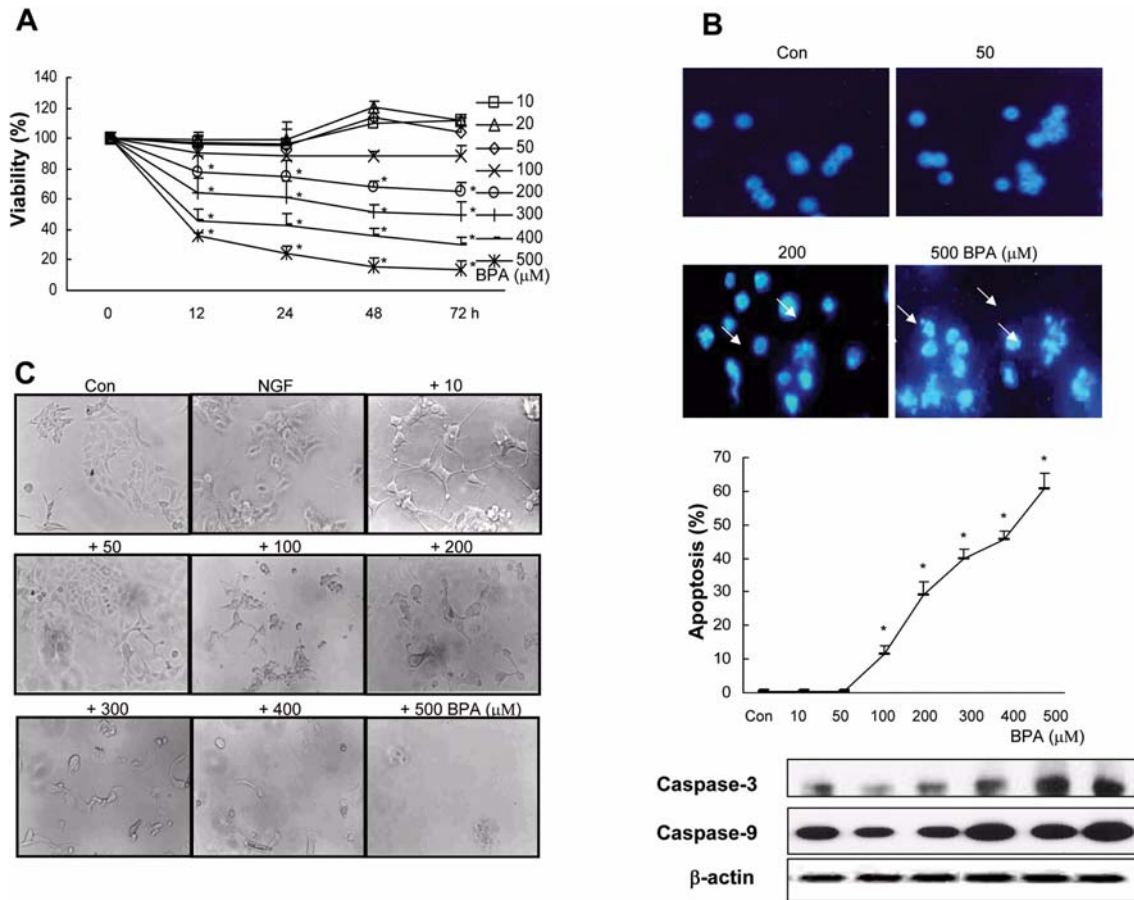 A
140
120
100
80
60
40
20
0
Viability (%)
0 12 24 48 72 h
10
20
50
100
200
300
400
500
BPA (μM)
* * * *
* * * *
* * * *
* * * *
B
Con 50
200 500 BPA (μM)
70
60
50
40
30
20
10
0
Apoptosis (%)
* * * * *
Con 10 50 100 200 300 400 500
BPA (μM)
Caspase-3
Caspase-9
β-actin
C
Con NGF + 10
+ 50 + 100 + 200
+ 300 + 400 + 500 BPA (μM)